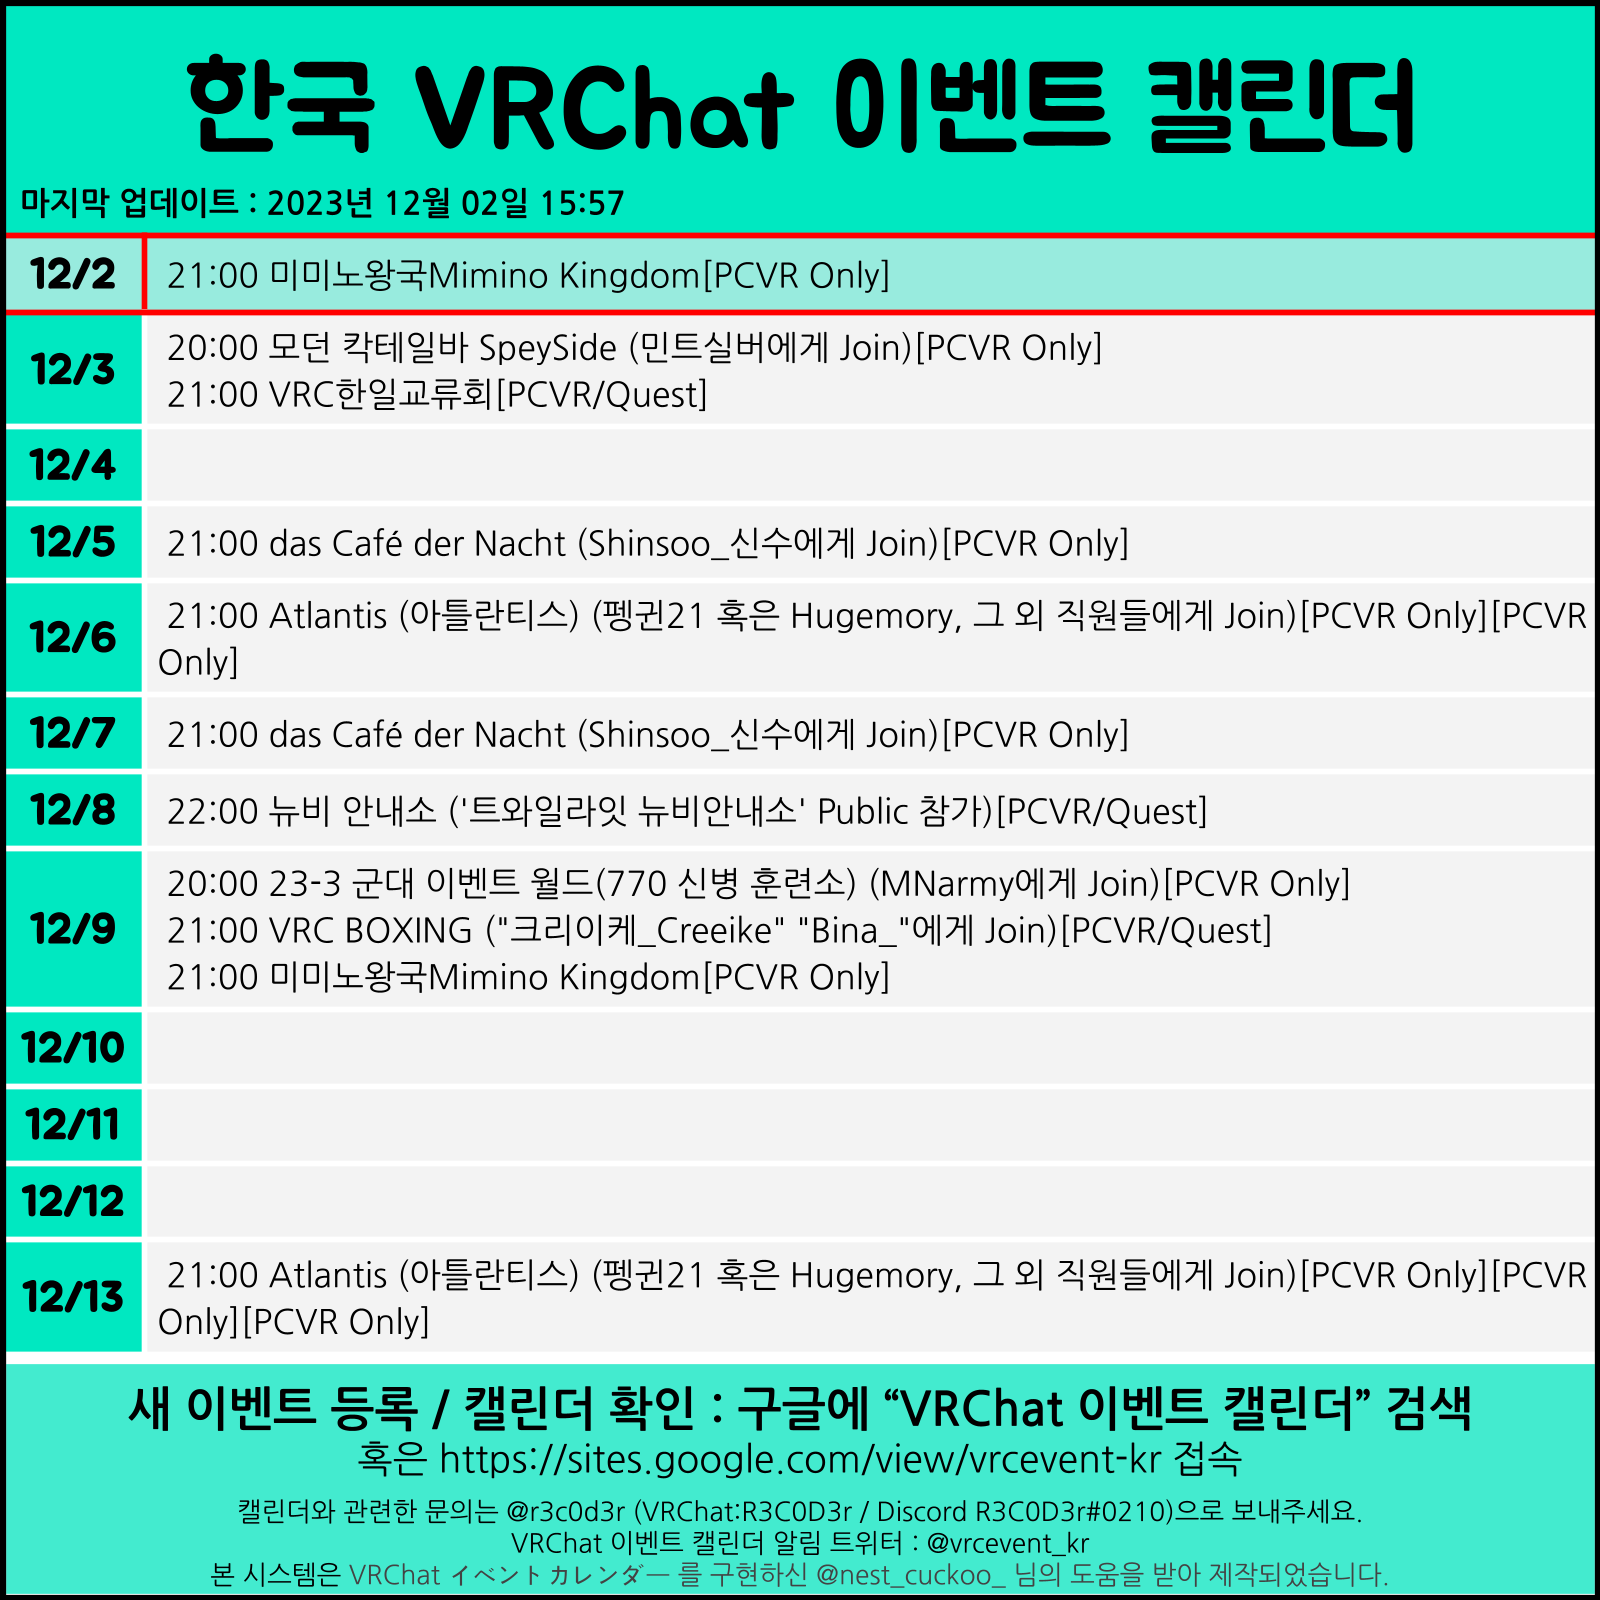 한국 VRChat 이벤트 캘린더
마지막 업데이트 : 2023년 12월 02일 15:57
12/2
21:00 미미노왕국Mimino Kingdom[PCVR Only]
12/3
20:00 모던 칵테일바 SpeySide (민트실버에게 Join)[PCVR Only]
21:00 VRC한일교류회[PCVR/Quest]
12/4
12/5
21:00 das Café der Nacht (Shinsoo_신수에게 Join)[PCVR Only]
12/6
21:00 Atlantis (아틀란티스) (펭귄21 혹은 Hugemory, 그 외 직원들에게 Join)[PCVR Only][PCVR
Only]
12/7
21:00 das Café der Nacht (Shinsoo_신수에게 Join)[PCVR Only]
12/8
22:00 뉴비 안내소 ('트와일라잇 뉴비안내소' Public 참가)[PCVR/Quest]
12/9
20:00 23-3 군대 이벤트 월드(770 신병 훈련소) (MNarmy에게 Join)[PCVR Only]
21:00 VRC BOXING ("크리이케_Creeike" "Bina_"에게 Join)[PCVR/Quest]
21:00 미미노왕국Mimino Kingdom[PCVR Only]
12/10
12/11
12/12
12/13
21:00 Atlantis (아틀란티스) (펭귄21 혹은 Hugemory, 그 외 직원들에게 Join)[PCVR Only][PCVR
Only][PCVR Only]
새 이벤트 등록 / 캘린더 확인 : 구글에 “VRChat 이벤트 캘린더” 검색
혹은 https://sites.google.com/view/vrcevent-kr 접속
캘린더와 관련한 문의는 @r3c0d3r (VRChat:R3C0D3r / Discord R3C0D3r#0210)으로 보내주세요.
VRChat 이벤트 캘린더 알림 트위터 : @vrcevent_kr
본 시스템은 VRChat イベントカレンダー 를 구현하신 @nest_cuckoo_ 님의 도움을 받아 제작되었습니다.